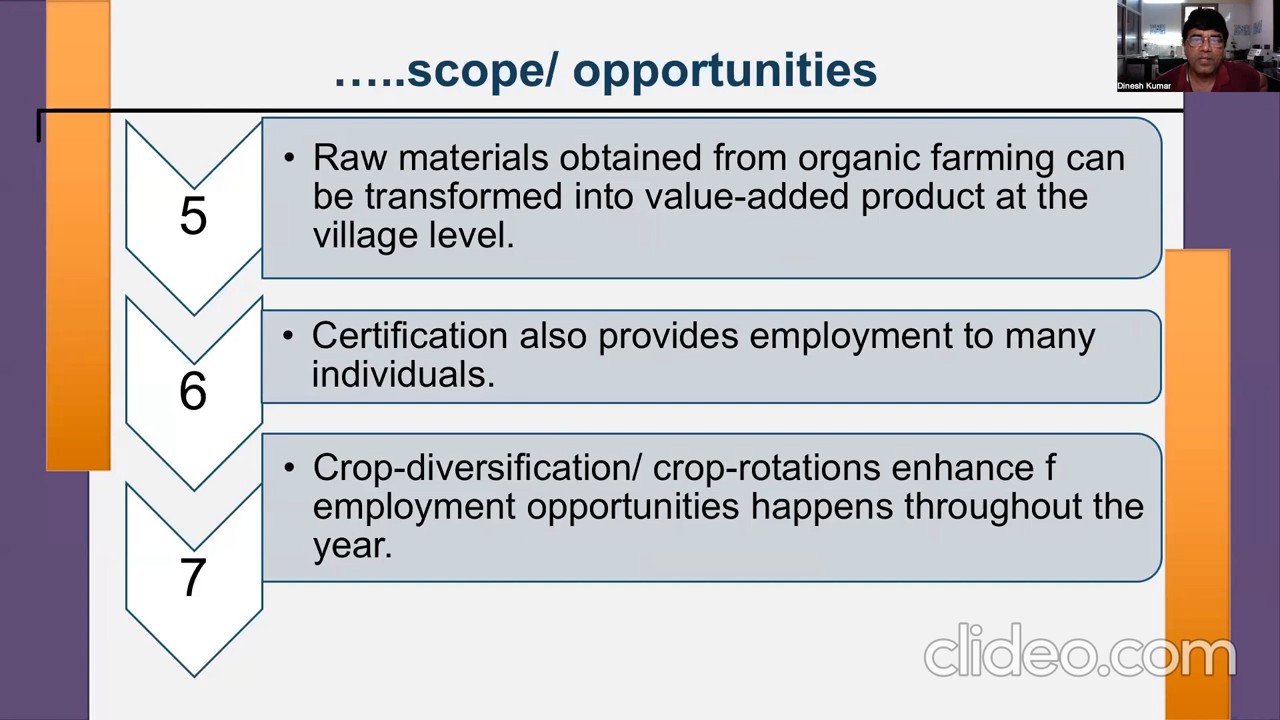 …..scope/ opportunities
Dinesh Kumar
5
• Raw materials obtained from organic farming can
be transformed into value-added product at the
village level.
6
• Certification also provides employment to many
individuals.
7
• Crop-diversification/ crop-rotations enhance f
employment opportunities happens throughout the
year.
clideo.com